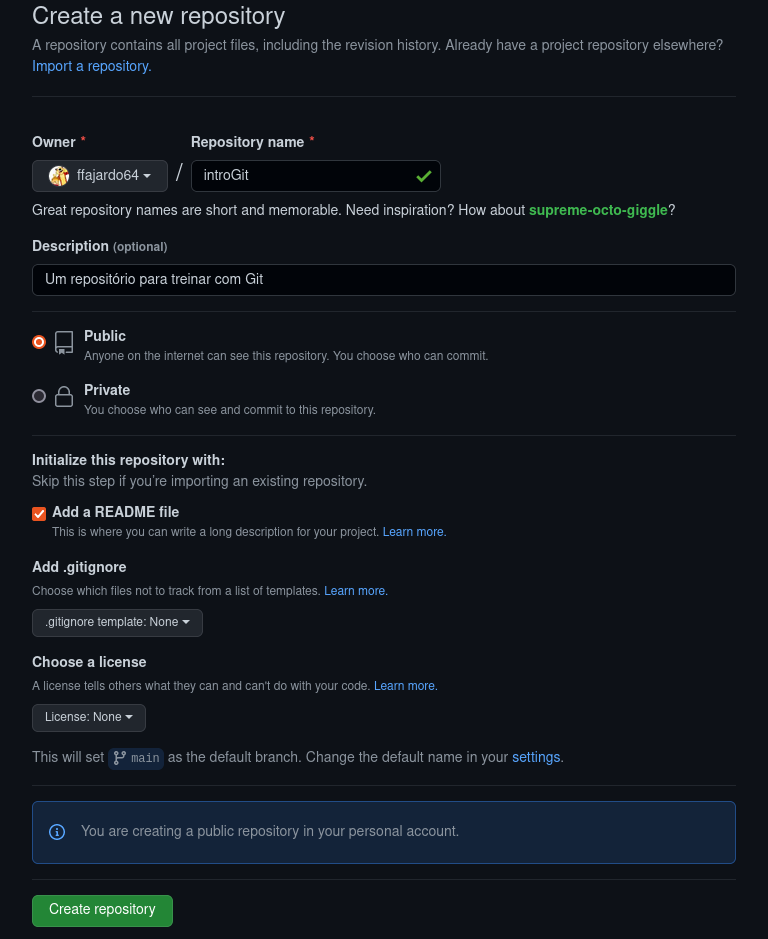 Create a new repository
A repository contains all project files, including the revision history. Already have a project repository elsewhere?
Import a repository.
Owner * Repository name *
ffajardo64 / introGit
Great repository names are short and memorable. Need inspiration? How about supreme-octo-giggle?
Description (optional)
Um repositório para treinar com Git
Public
Anyone on the internet can see this repository. You choose who can commit.
Private
You choose who can see and commit to this repository.
Initialize this repository with:
Skip this step if you're importing an existing repository.
Add a README file
This is where you can write a long description for your project. Learn more.
Add .gitignore
Choose which files not to track from a list of templates. Learn more.
.gitignore template: None
Choose a license
A license tells others what they can and can't do with your code. Learn more.
License: None
This will set main as the default branch. Change the default name in your settings.
You are creating a public repository in your personal account.
Create repository